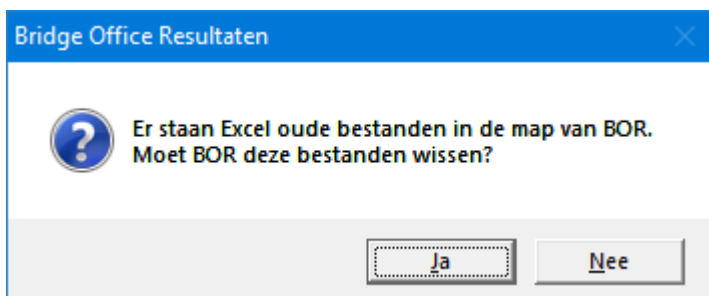 Bridge Office Resultaten
Er staan Excel oude bestanden in de map van BOR.
Moet BOR deze bestanden wissen?
Ja
Nee